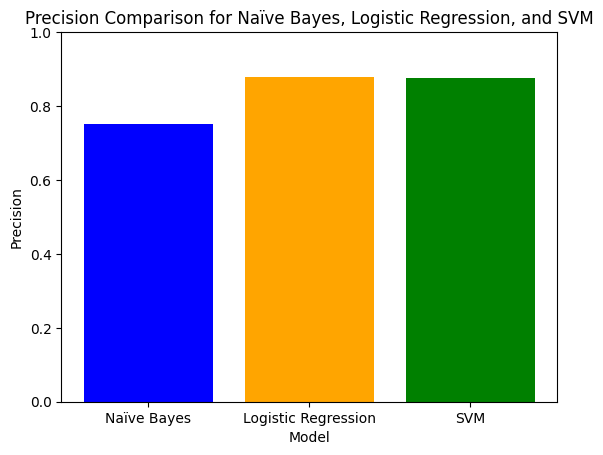 Precision Comparison for Naïve Bayes, Logistic Regression, and SVM
1.0
0.8
0.6
0.4
0.2
0.0
Precision
Naïve Bayes Logistic Regression SVM
Model